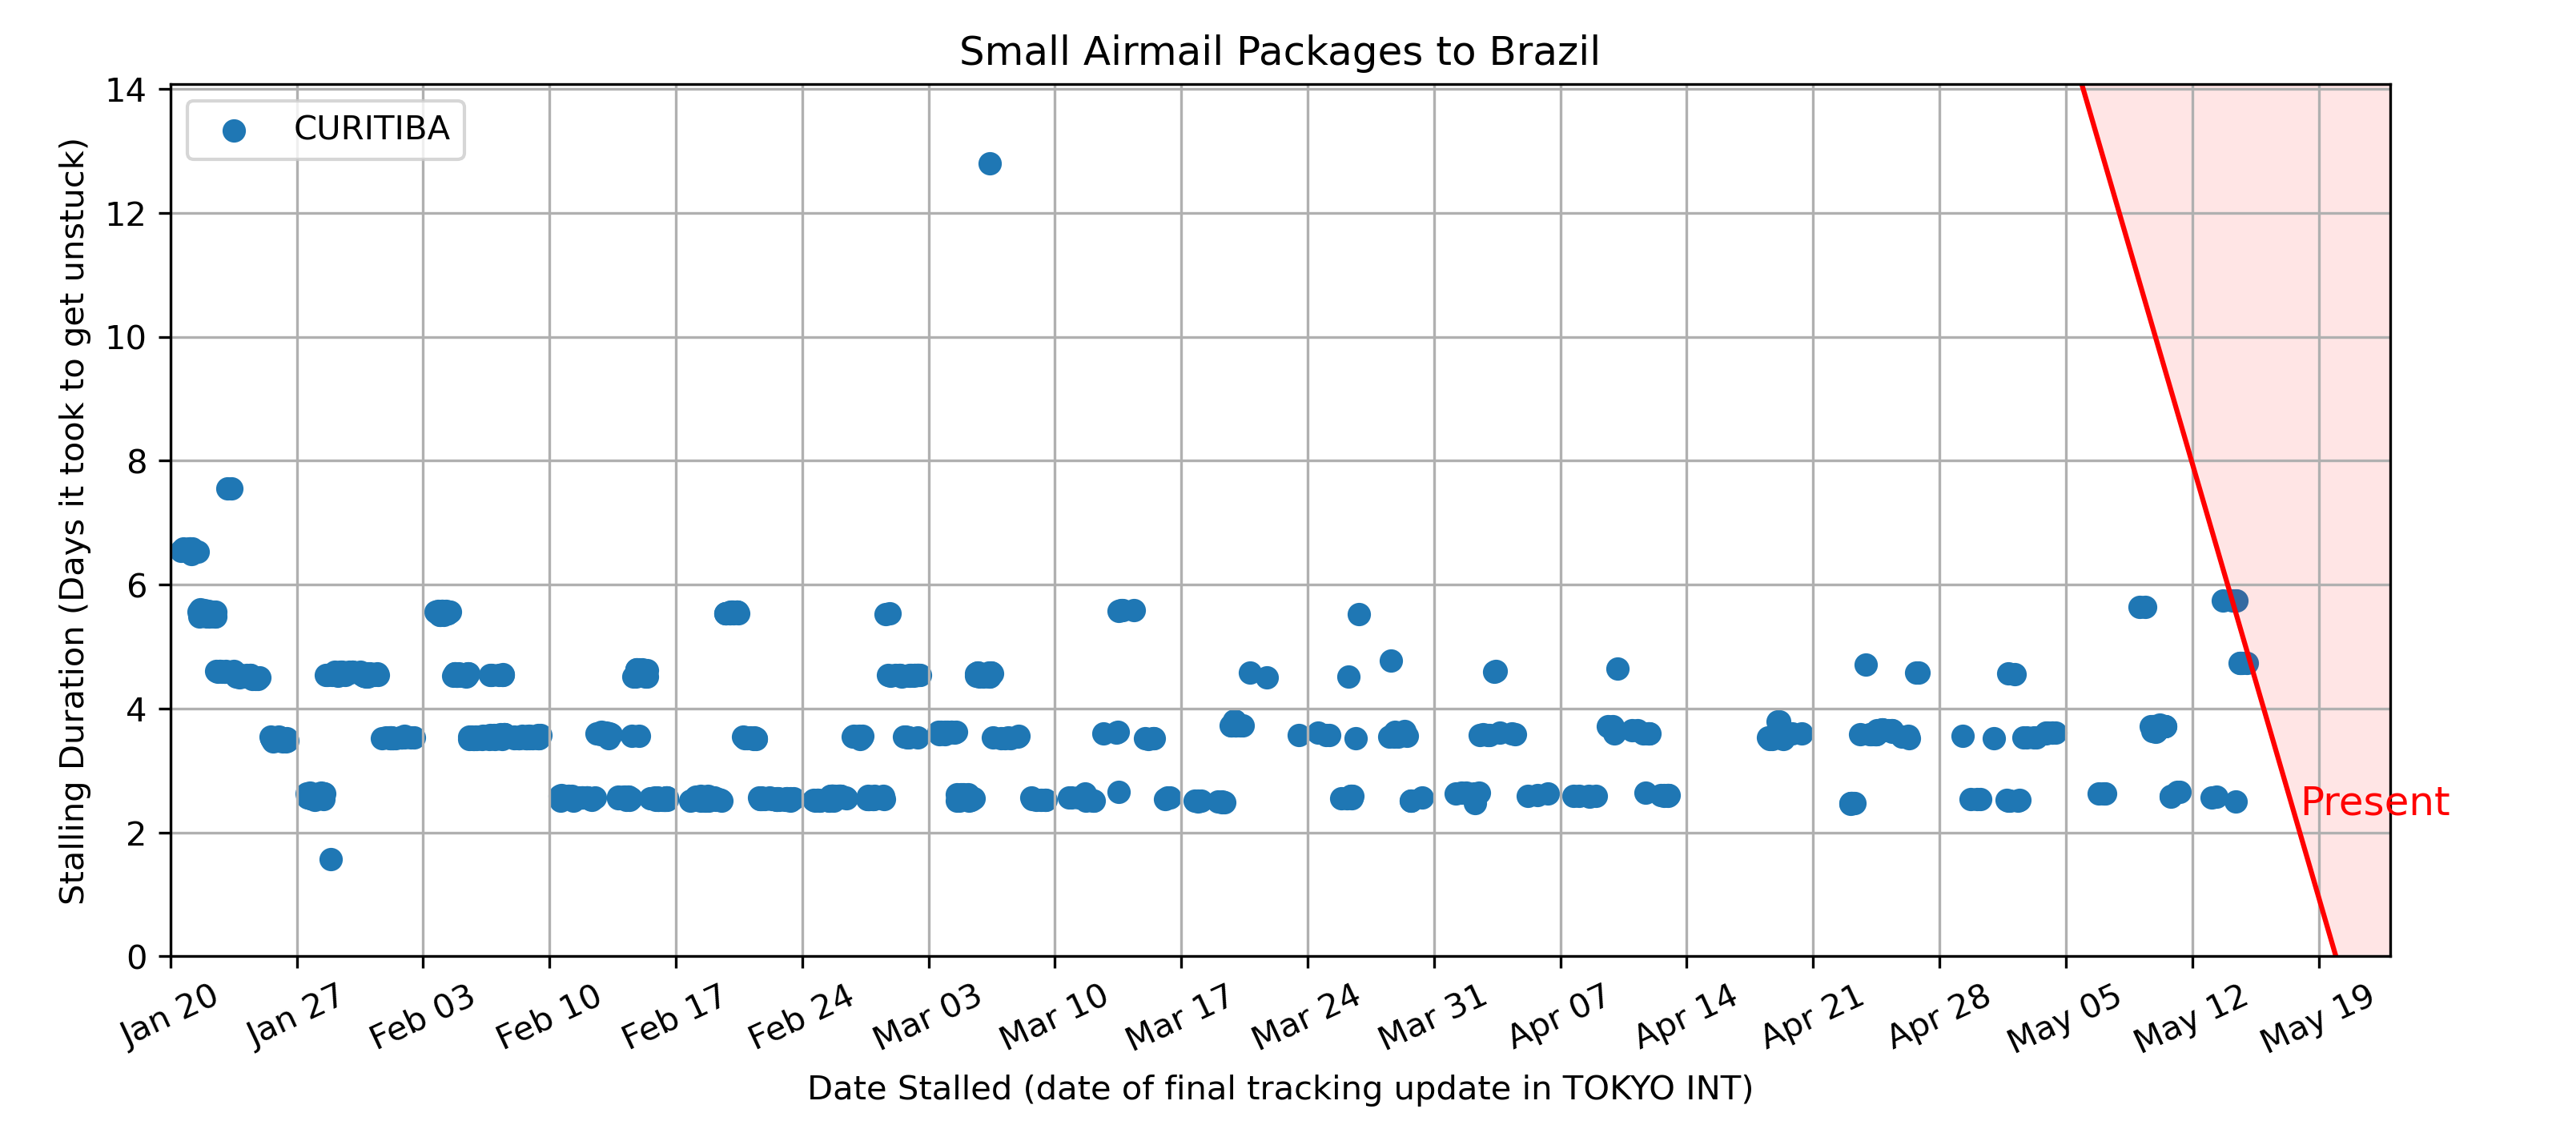 Small Airmail Packages to Brazil
CURITIBA
Stalling Duration (Days it took to get unstuck)
14
12
10
8
6
4
2
0
Present
Jan 20
Jan 27
Feb 03
Feb 10
Feb 17
Feb 24
Mar 03
Mar 10
Mar 17
Mar 24
Mar 31
Apr 07
Apr 14
Apr 21
Apr 28
May 05
May 12
May 19
Date Stalled (date of final tracking update in TOKYO INT)